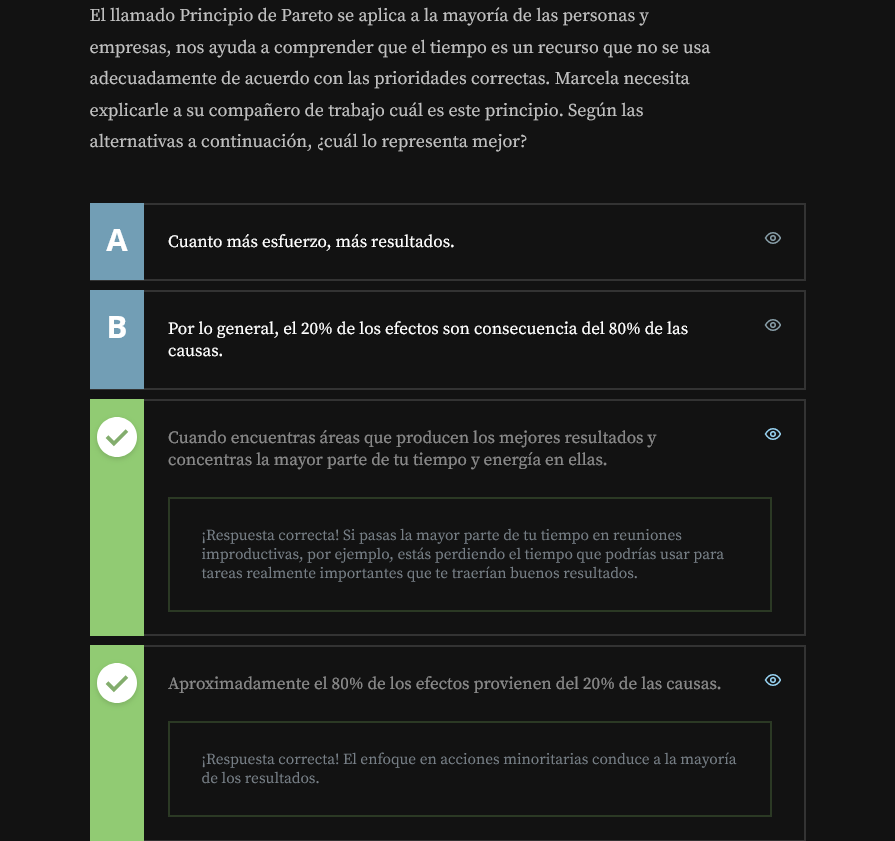 El llamado Principio de Pareto se aplica a la mayoría de las personas y
empresas, nos ayuda a comprender que el tiempo es un recurso que no se usa
adecuadamente de acuerdo con las prioridades correctas. Marcela necesita
explicarle a su compañero de trabajo cuál es este principio. Según las
alternativas a continuación, ¿cuál lo representa mejor?
A
Cuanto más esfuerzo, más resultados.
B
Por lo general, el 20% de los efectos son consecuencia del 80% de las
causas.
Cuando encuentras áreas que producen los mejores resultados y
concentras la mayor parte de tu tiempo y energía en ellas.
¡Respuesta correcta! Si pasas la mayor parte de tu tiempo en reuniones
improductivas, por ejemplo, estás perdiendo el tiempo que podrías usar para
tareas realmente importantes que te traerían buenos resultados.
Aproximadamente el 80% de los efectos provienen del 20% de las causas.
¡Respuesta correcta! El enfoque en acciones minoritarias conduce a la mayoría
de los resultados.